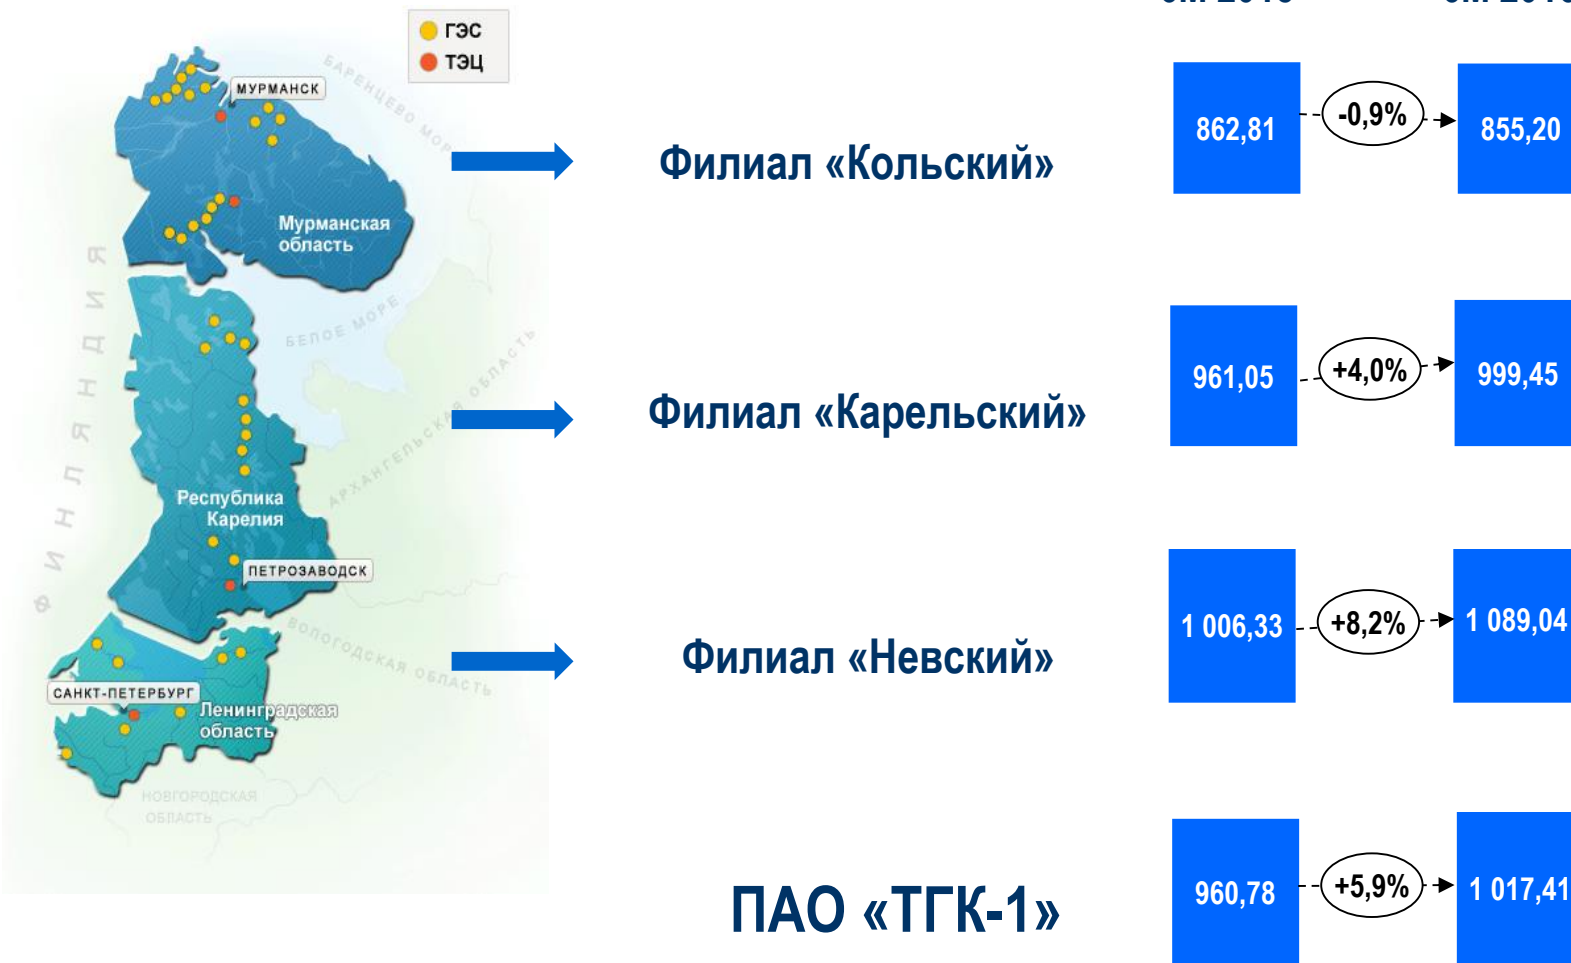 ГЭС
ТЭЦ
БАРЕНЦЕВО МОРЕ
МУРМАНСК
Мурманская
область
ФИНЛЯНДИЯ
БЕЛОЕ МОРЕ
АРХАНГЕЛЬСКАЯ ОБЛАСТЬ
Республика
Карелия
ПЕТРОЗАВОДСК
ВОЛОГОДСКАЯ ОБЛАСТЬ
САНКТ-ПЕТЕРБУРГ
Ленинградская
область
НОВГОРОДСКАЯ
ОБЛАСТЬ
Филиал «Кольский»
862,81
-0,9%
855,20
Филиал «Карельский»
961,05
+4,0%
999,45
Филиал «Невский»
1 006,33
+8,2%
1 089,04
ПАО «ТГК-1»
960,78
+5,9%
1 017,41